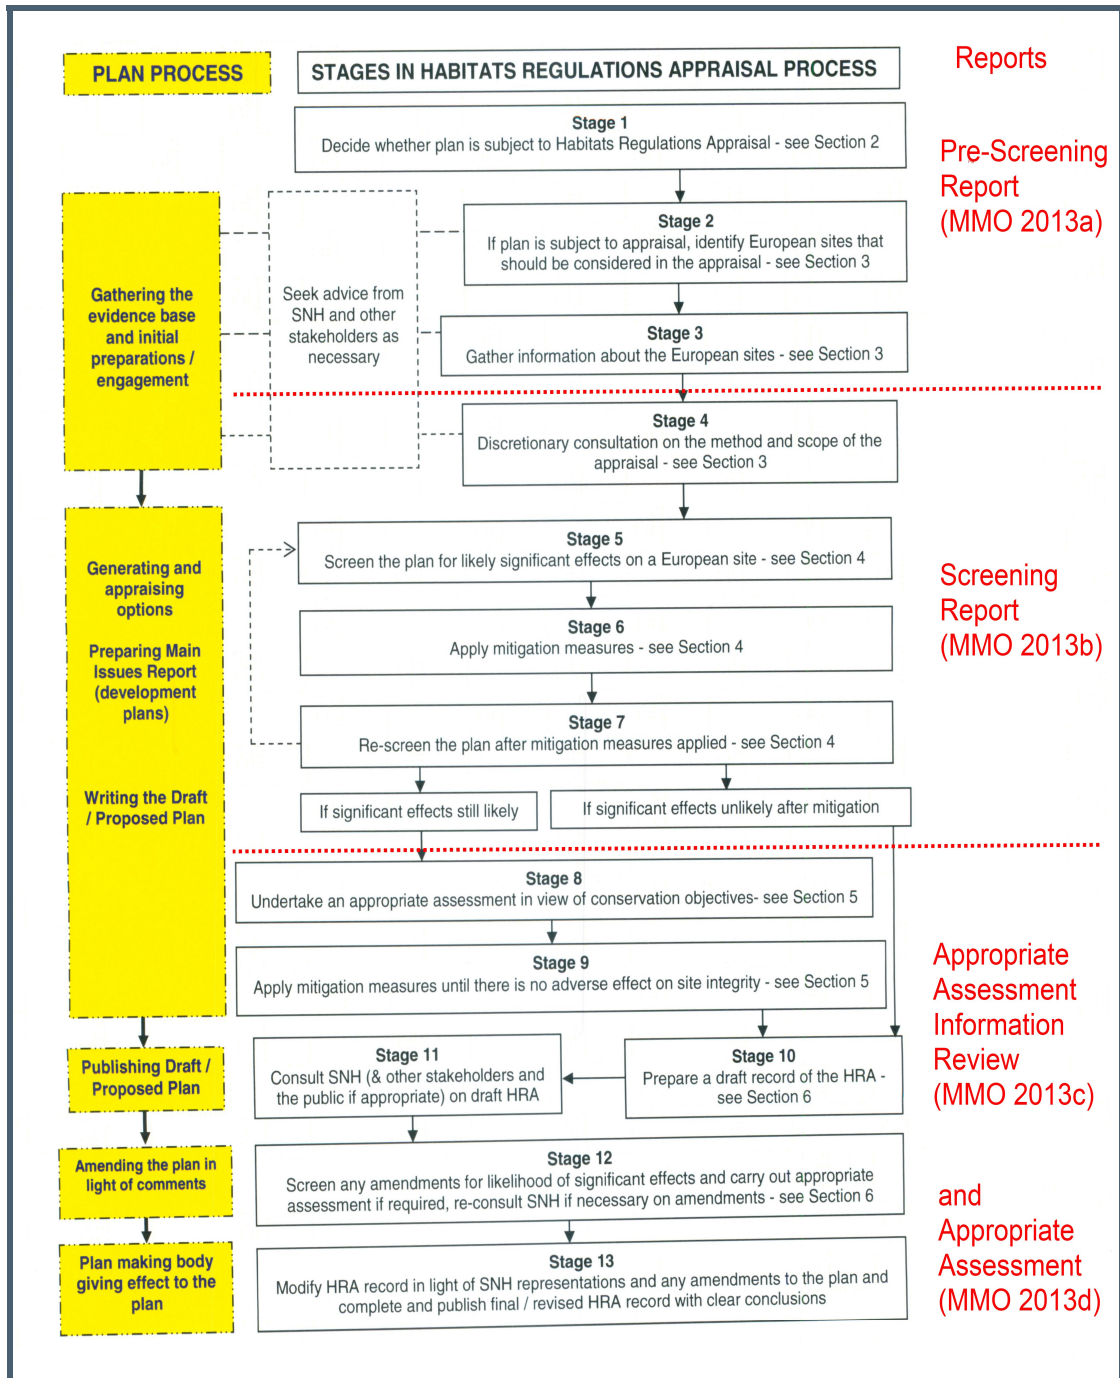 PLAN PROCESS
STAGES IN HABITATS REGULATIONS APPRAISAL PROCESS
Reports
Stage 1
Decide whether plan is subject to Habitats Regulations Appraisal - see Section 2
Pre-Screening
Report
(MMO 2013a)
Stage 2
If plan is subject to appraisal, identify European sites that
should be considered in the appraisal - see Section 3
Gathering the
evidence base
and initial
preparations /
engagement
Seek advice from
SNH and other
stakeholders as
necessary
Stage 3
Gather information about the European sites - see Section 3
Stage 4
Discretionary consultation on the method and scope of the
appraisal - see Section 3
Generating and
appraising
options
Preparing Main
Issues Report
(development
plans)
Writing the Draft
/ Proposed Plan
Stage 5
Screen the plan for likely significant effects on a European site - see Section 4
Screening
Report
(MMO 2013b)
Stage 6
Apply mitigation measures - see Section 4
Stage 7
Re-screen the plan after mitigation measures applied - see Section 4
If significant effects still likely
If significant effects unlikely after mitigation
Stage 8
Undertake an appropriate assessment in view of conservation objectives- see Section 5
Stage 9
Apply mitigation measures until there is no adverse effect on site integrity - see Section 5
Appropriate
Assessment
Information
Review
(MMO 2013c)
Publishing Draft /
Proposed Plan
Stage 11
Consult SNH (& other stakeholders and
the public if appropriate) on draft HRA
Stage 10
Prepare a draft record of the HRA -
see Section 6
Amending the plan in
light of comments
Stage 12
Screen any amendments for likelihood of significant effects and carry out appropriate
assessment if required, re-consult SNH if necessary on amendments - see Section 6
and
Appropriate
Assessment
(MMO 2013d)
Plan making body
giving effect to the
plan
Stage 13
Modify HRA record in light of SNH representations and any amendments to the plan and
complete and publish final / revised HRA record with clear conclusions